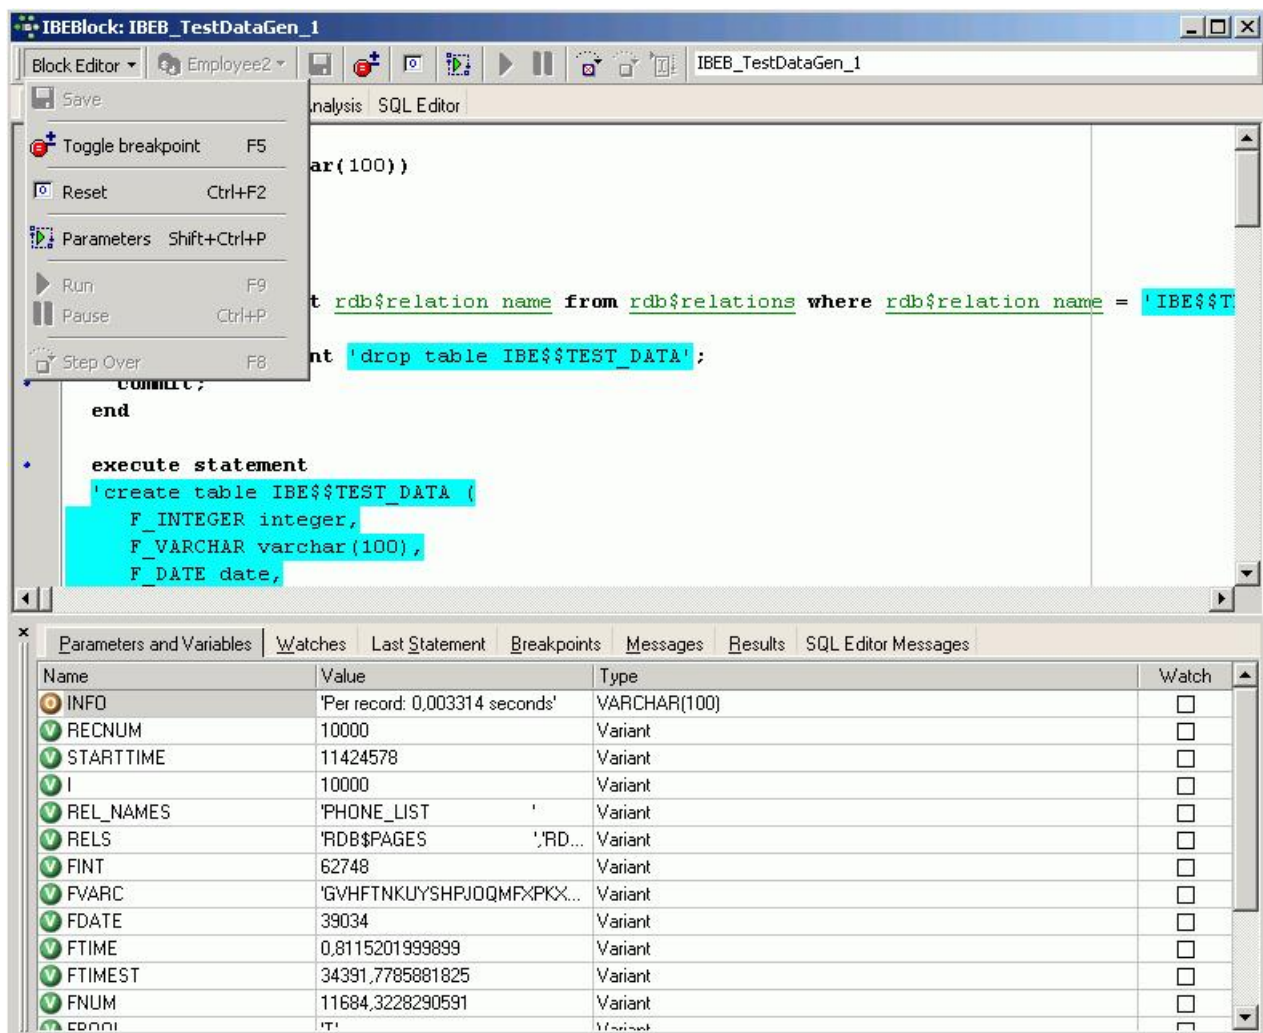 IBEBlock: IBEB_TestDataGen_1
Block Editor Employee2 IBEB_TestDataGen_1
Save
Toggle breakpoint F5
Reset Ctrl+F2
Parameters Shift+Ctrl+P
Run F9
Pause Ctrl+P
Step Over F8
nalysis SQL Editor
ar(100))
t rdb$relation_name from rdb$relations where rdb$relation_name = 'IBE$$T
nt 'drop table IBE$$TEST_DATA';
commit;
end
execute statement
'create table IBE$$TEST_DATA (
F_INTEGER integer,
F_VARCHAR varchar(100),
F_DATE date,
Parameters and Variables Watches Last Statement Breakpoints Messages Results SQL Editor Messages
Name Value Type Watch
INFO 'Per record: 0,003314 seconds' VARCHAR(100)
RECNUM 10000 Variant
STARTTIME 11424578 Variant
I 10000 Variant
REL_NAMES 'PHONE_LIST ' Variant
RELS 'RDB$PAGES ','RD... Variant
FINT 62748 Variant
FVARC 'GVHFTNKUYSHPJOQMFXPKX... Variant
FDATE 39034 Variant
FTIME 0,8115201999899 Variant
FTIMEST 34391,7785881825 Variant
FNUM 11684,3228290591 Variant
FBOOL 'T' Variant